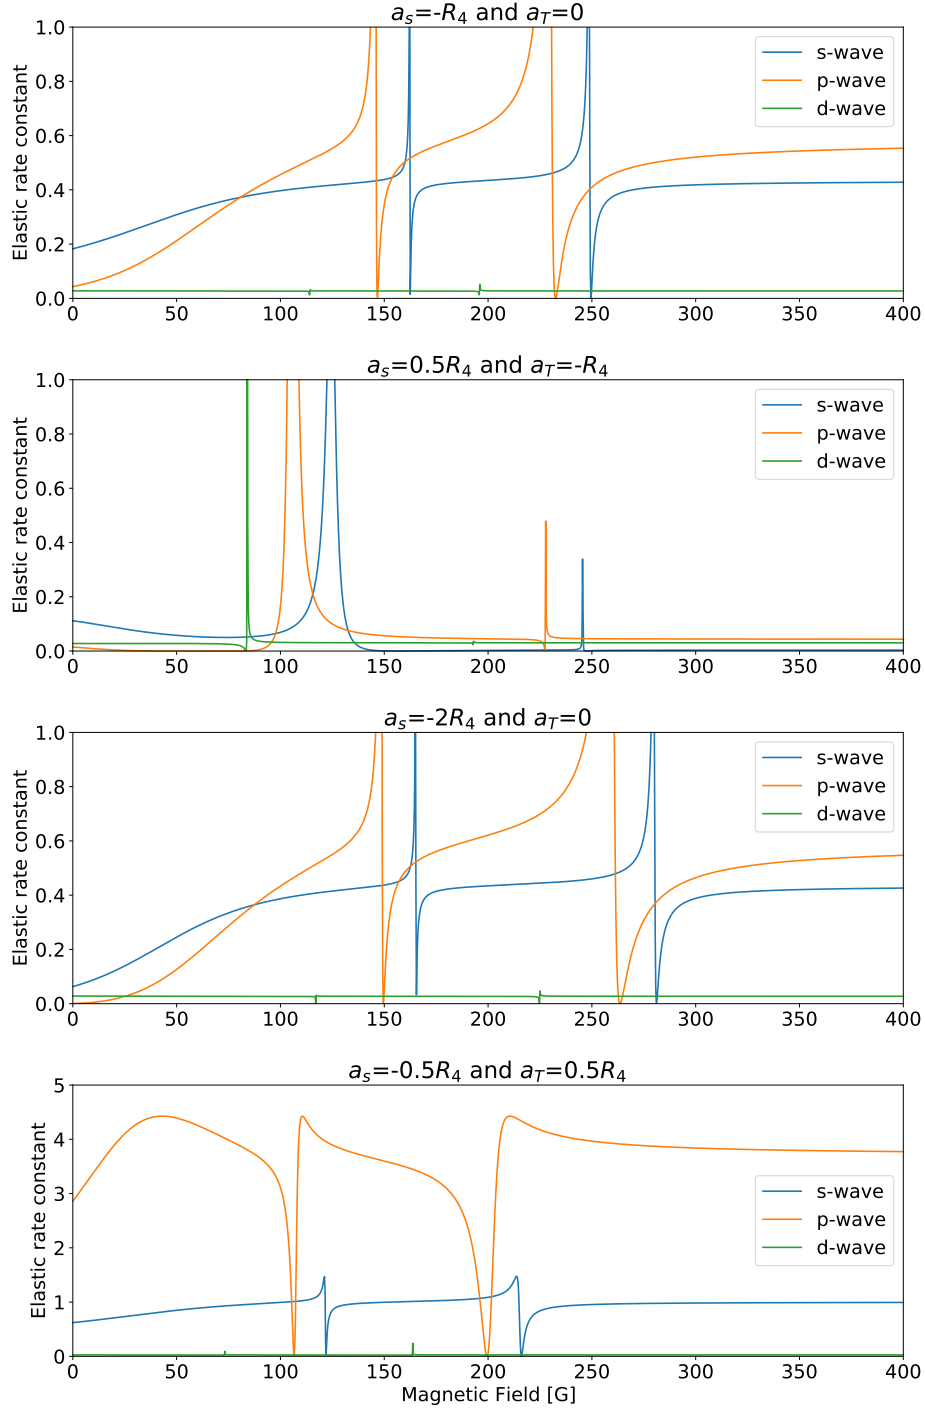 a_s=-R_4 and a_T=0
Elastic rate constant
1.0
0.8
0.6
0.4
0.2
0.0
s-wave
p-wave
d-wave
0 50 100 150 200 250 300 350 400
a_s=0.5R_4 and a_T=-R_4
Elastic rate constant
1.0
0.8
0.6
0.4
0.2
0.0
s-wave
p-wave
d-wave
0 50 100 150 200 250 300 350 400
a_s=-2R_4 and a_T=0
Elastic rate constant
1.0
0.8
0.6
0.4
0.2
0.0
s-wave
p-wave
d-wave
0 50 100 150 200 250 300 350 400
a_s=-0.5R_4 and a_T=0.5R_4
Elastic rate constant
5
4
3
2
1
0
s-wave
p-wave
d-wave
0 50 100 150 200 250 300 350 400
Magnetic Field [G]